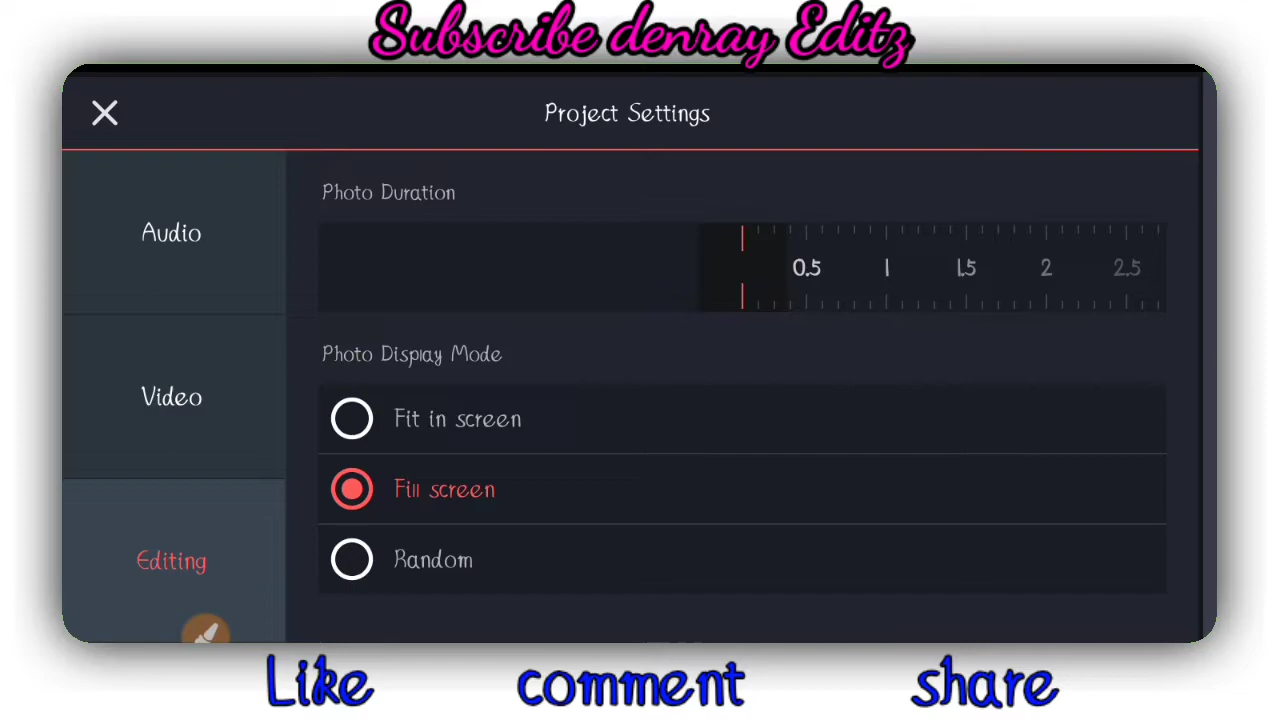 Subscribe denray Editz
Project Settings
Photo Duration
Audio
0.5 1 1.5 2 2.5
Photo Display Mode
Video
Fit in screen
Fill screen
Editing
Random
Like comment share